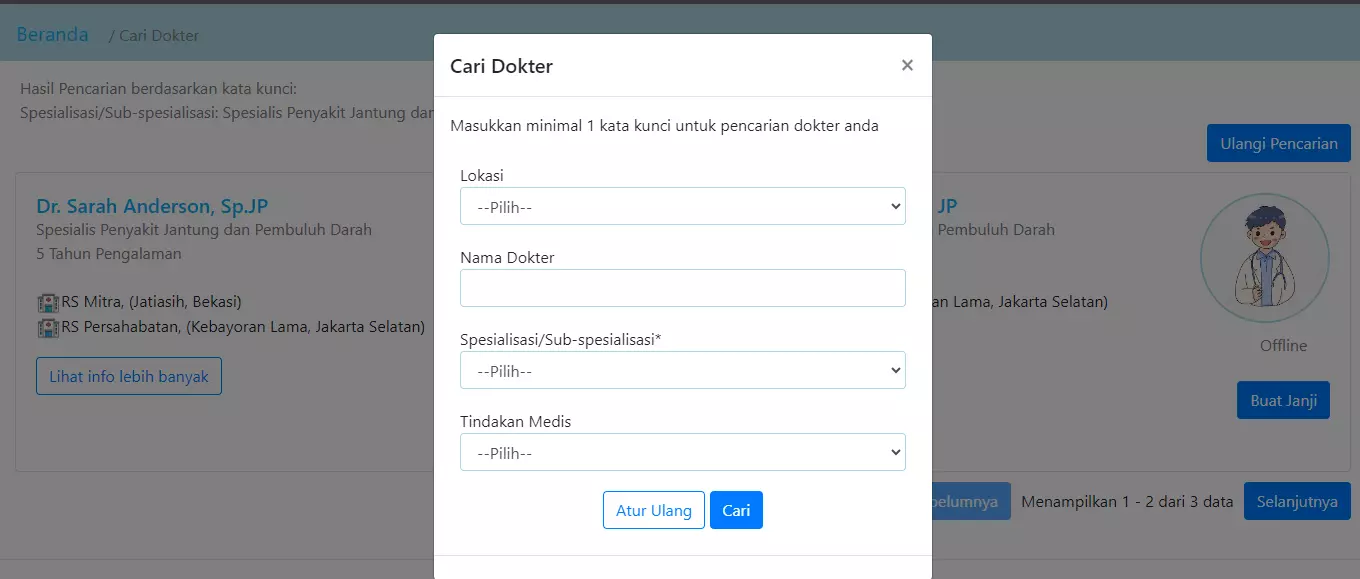 Beranda / Cari Dokter
Hasil Pencarian berdasarkan kata kunci:
Spesialisasi/Sub-spesialisasi: Spesialis Penyakit Jantung dan
Ulangi Pencarian
Dr. Sarah Anderson, Sp.JP
Spesialis Penyakit Jantung dan Pembuluh Darah
5 Tahun Pengalaman
RS Mitra, (Jatiasih, Bekasi)
RS Persahabatan, (Kebayoran Lama, Jakarta Selatan)
Lihat info lebih banyak
Cari Dokter
×
Masukkan minimal 1 kata kunci untuk pencarian dokter anda
Lokasi
--Pilih--
Nama Dokter
Spesialisasi/Sub-spesialisasi*
--Pilih--
Tindakan Medis
--Pilih--
Atur Ulang Cari
JP
Pembuluh Darah
Lama, Jakarta Selatan)
Offline
Buat Janji
Menampilkan 1 - 2 dari 3 data
Selanjutnya